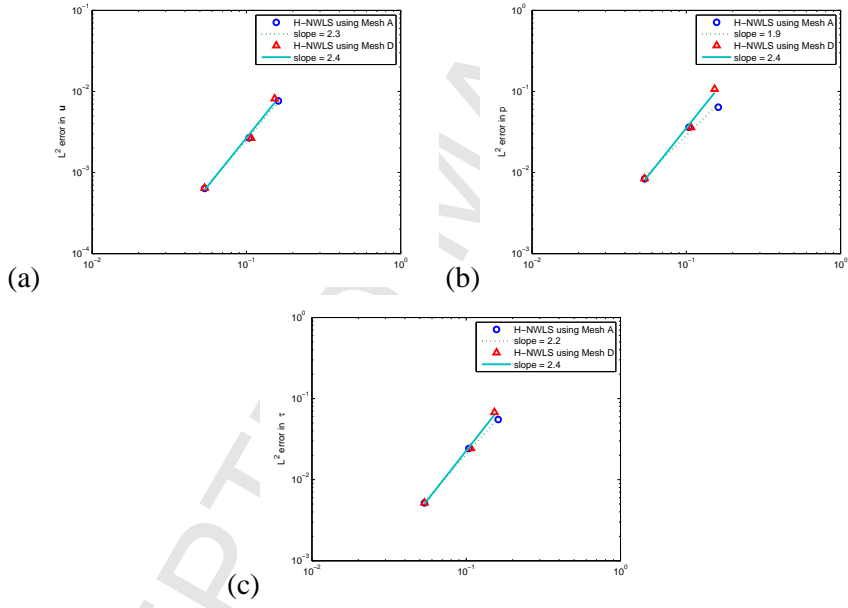 10^-1
10^-2
10^-3
10^-4
L^2 error in u
H-NWLS using Mesh A
slope = 2.3
H-NWLS using Mesh D
slope = 2.4
10^-2
10^-1
10^0
(a)
10^0
10^-1
10^-2
10^-3
L^2 error in p
H-NWLS using Mesh A
slope = 1.9
H-NWLS using Mesh D
slope = 2.4
10^-2
10^-1
10^0
(b)
10^0
10^-1
10^-2
10^-3
L^2 error in τ
H-NWLS using Mesh A
slope = 2.2
H-NWLS using Mesh D
slope = 2.4
10^-2
10^-1
10^0
(c)